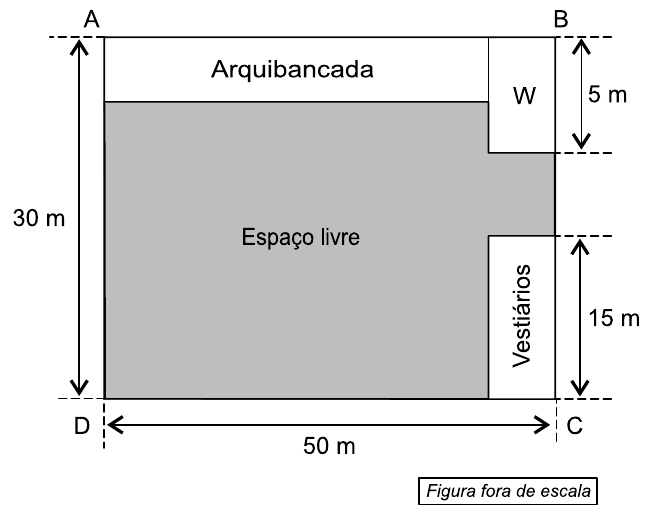 A
B
Arquibancada
W
5 m
30 m
Espaço livre
Vestiários
15 m
D
C
50 m
Figura fora de escala